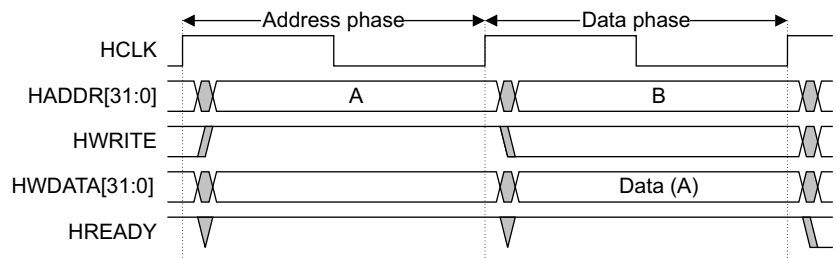 Address phase Data phase
HCLK
HADDR[31:0] A B
HWRITE
HWDATA[31:0] Data (A)
HREADY